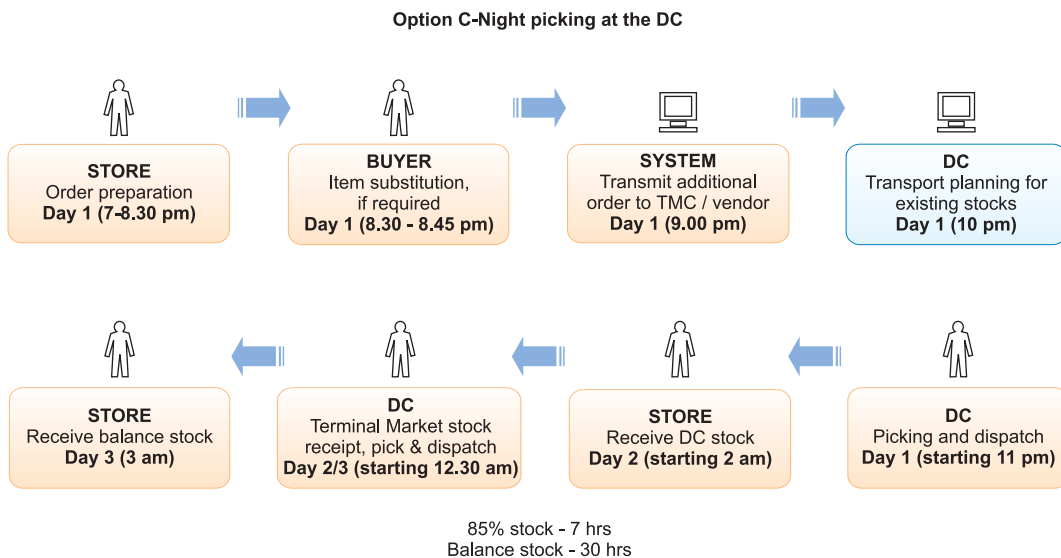 Option C-Night picking at the DC
STORE
Order preparation
Day 1 (7-8.30 pm)
BUYER
Item substitution,
if required
Day 1 (8.30 - 8.45 pm)
SYSTEM
Transmit additional
order to TMC / vendor
Day 1 (9.00 pm)
DC
Transport planning for
existing stocks
Day 1 (10 pm)
STORE
Receive balance stock
Day 3 (3 am)
DC
Terminal Market stock
receipt, pick & dispatch
Day 2/3 (starting 12.30 am)
STORE
Receive DC stock
Day 2 (starting 2 am)
DC
Picking and dispatch
Day 1 (starting 11 pm)
85% stock - 7 hrs
Balance stock - 30 hrs